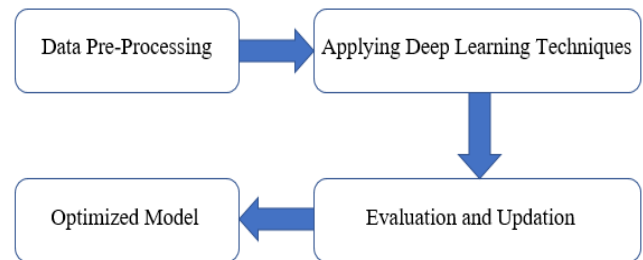 Data Pre-Processing
Applying Deep Learning Techniques
Evaluation and Updation
Optimized Model